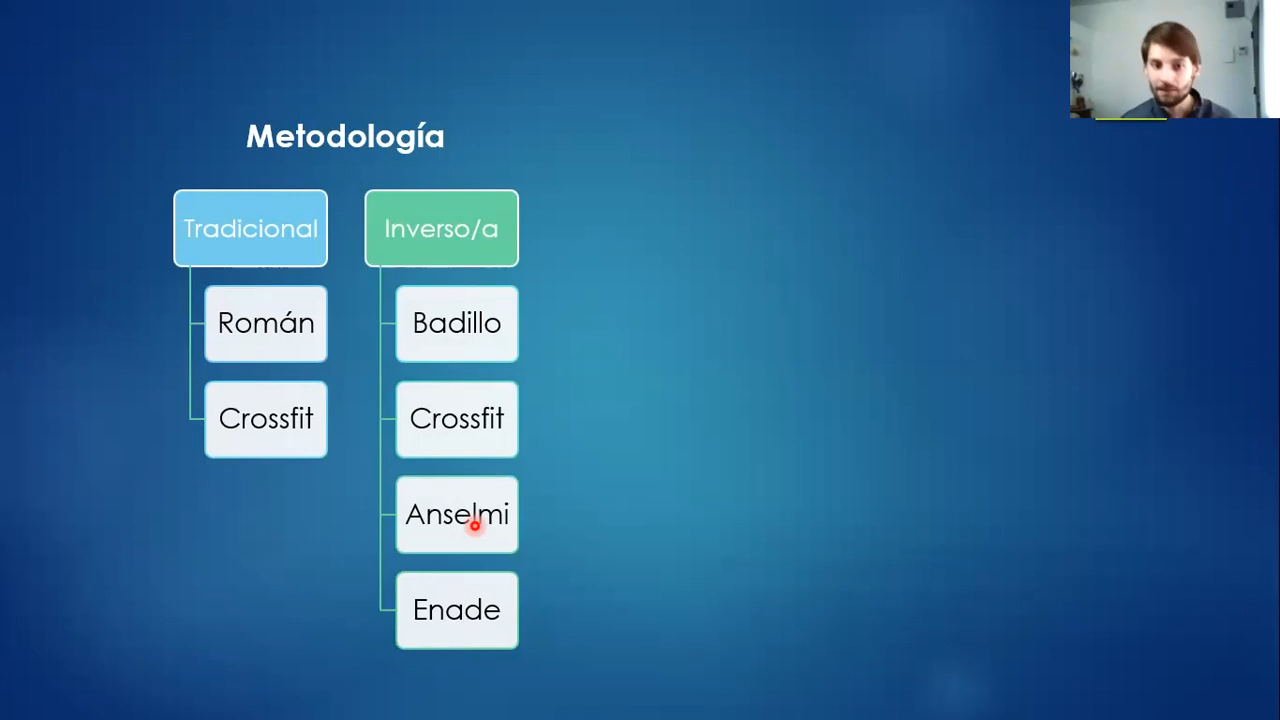 Metodología
Tradicional
Román
Crossfit
Inverso/a
Badillo
Crossfit
Anselmi
Enade